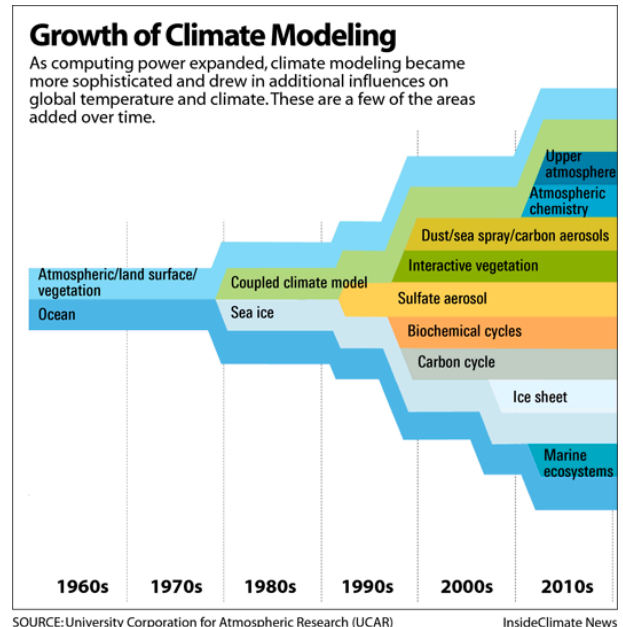 Growth of Climate Modeling
As computing power expanded, climate modeling became
more sophisticated and drew in additional influences on
global temperature and climate. These are a few of the areas
added over time.
Upper
atmosphere
Atmospheric
chemistry
Dust/sea spray/carbon aerosols
Interactive vegetation
Atmospheric/land surface/
vegetation
Coupled climate model
Sulfate aerosol
Ocean
Sea ice
Biochemical cycles
Carbon cycle
Ice sheet
Marine
ecosystems
1960s 1970s 1980s 1990s 2000s 2010s
SOURCE: University Corporation for Atmospheric Research (UCAR) InsideClimate News